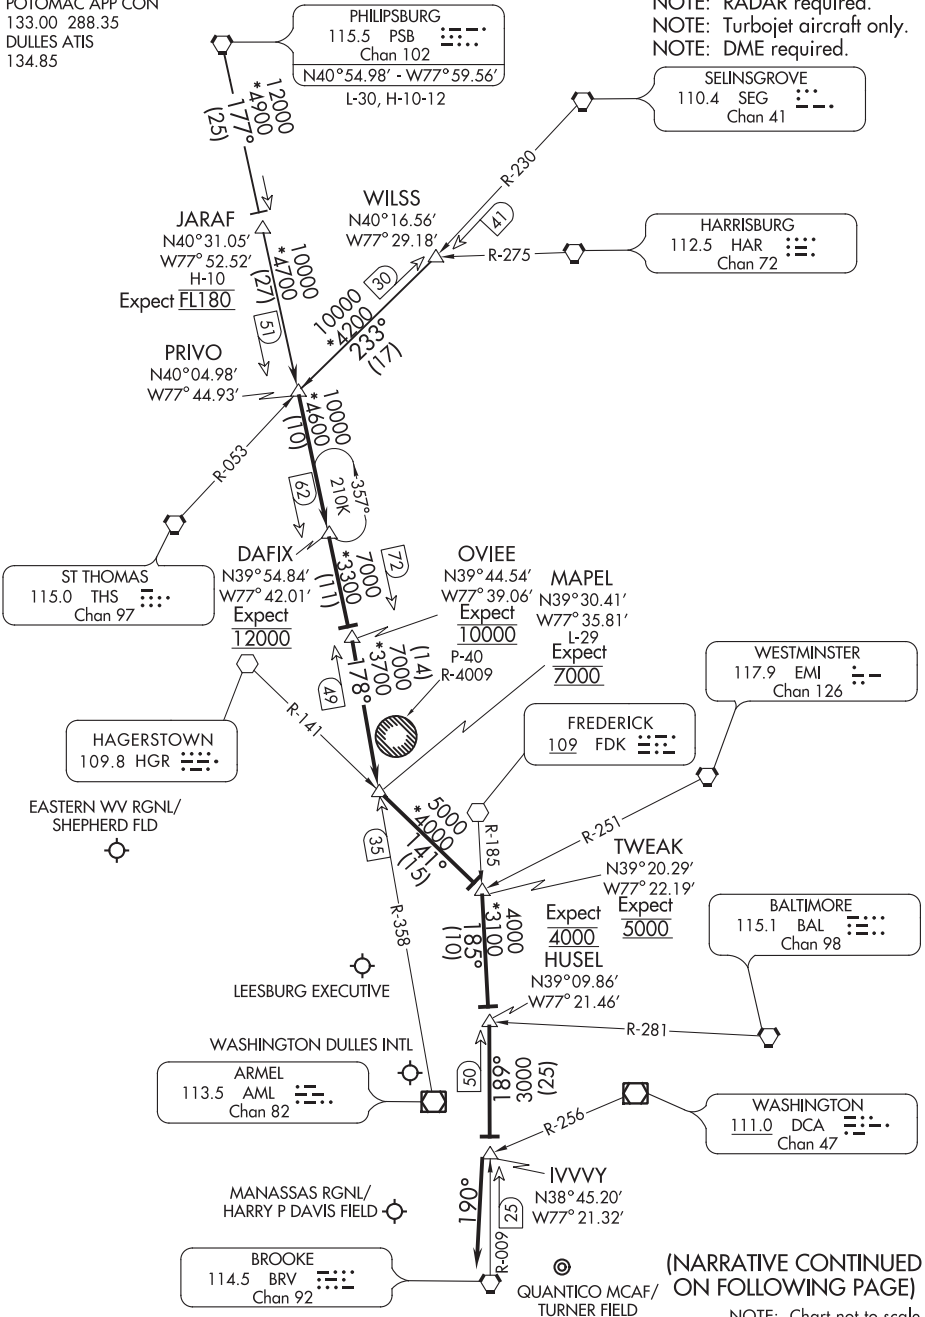 POTOMAC APP CON
133.00 288.35
DULLES ATIS
134.85
NOTE: RADAR required.
NOTE: Turbojet aircraft only.
NOTE: DME required.
PHILIPSBURG
115.5 PSB
Chan 102
N40°54.98' - W77°59.56'
L-30, H-10-12
SELINSGROVE
110.4 SEG
Chan 41
12000
*4900
177°
(25)
R-230
WILSS
N40°16.56'
W77°29.18'
41
HARRISBURG
112.5 HAR
Chan 72
R-275
JARAF
N40°31.05'
W77°52.52'
H-10
Expect FL180
10000
*4700
(27)
51
30
10000
*4200
233°
(17)
PRIVO
N40°04.98'
W77°44.93'
10000
*4600
(10)
R-053
62
357°
210K
ST THOMAS
115.0 THS
Chan 97
DAFIX
N39°54.84'
W77°42.01'
Expect
12000
7000
*3300
(11)
72
OVIEE
N39°44.54'
W77°39.06'
Expect
10000
MAPEL
N39°30.41'
W77°35.81'
L-29
Expect
7000
P-40
R-4009
7000
*3700
178°
(14)
49
WESTMINSTER
117.9 EMI
Chan 126
HAGERSTOWN
109.8 HGR
R-141
FREDERICK
109 FDK
EASTERN WV RGNL/
SHEPHERD FLD
5000
*4000
141°
(15)
35
R-185
R-251
TWEAK
N39°20.29'
W77°22.19'
Expect
5000
R-358
4000
*3100
185°
(10)
Expect
4000
HUSEL
N39°09.86'
W77°21.46'
BALTIMORE
115.1 BAL
Chan 98
LEESBURG EXECUTIVE
R-281
WASHINGTON DULLES INTL
ARMEL
113.5 AML
Chan 82
50
189°
3000
(25)
WASHINGTON
111.0 DCA
Chan 47
R-256
MANASSAS RGNL/
HARRY P DAVIS FIELD
IVVVY
N38°45.20'
W77°21.32'
190°
25
R-009
BROOKE
114.5 BRV
Chan 92
QUANTICO MCAF/
TURNER FIELD
(NARRATIVE CONTINUED
ON FOLLOWING PAGE)
NOTE: Chart not to scale